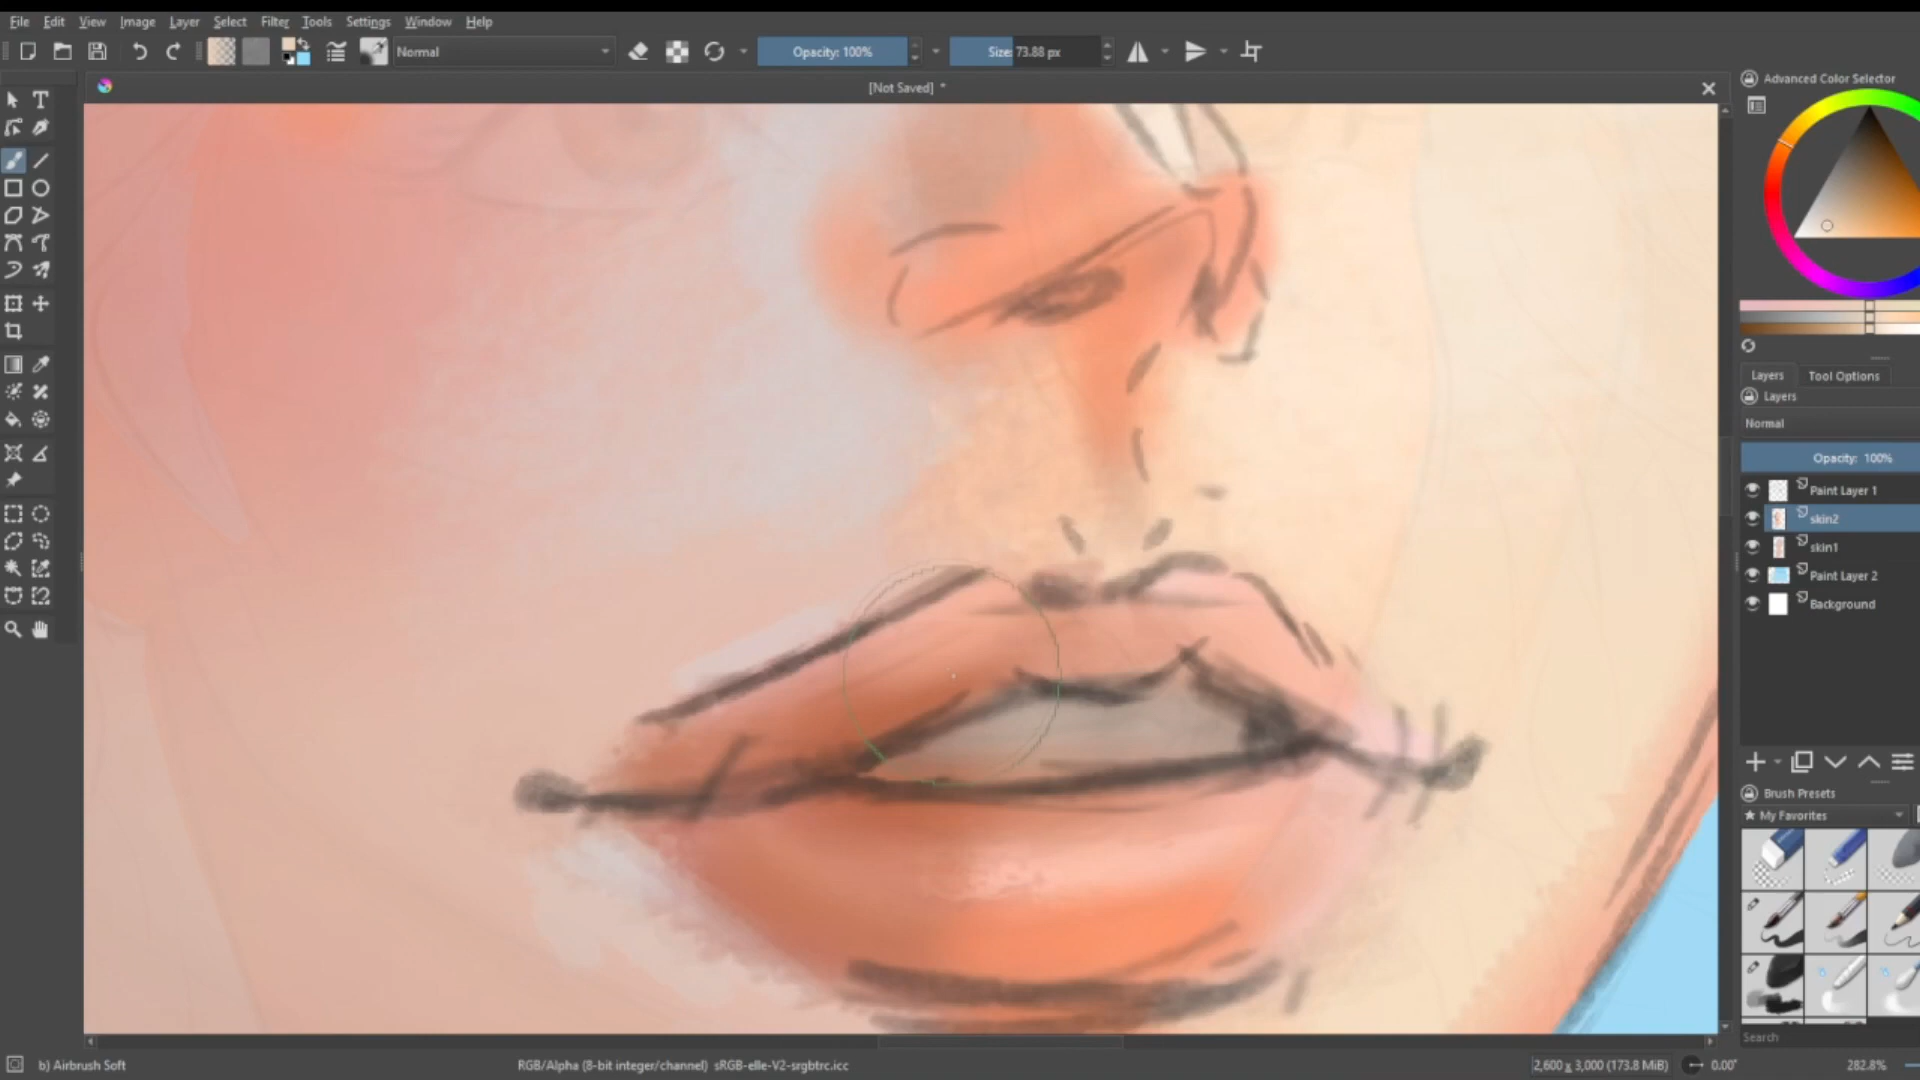 File Edit View Image Layer Select Filter Tools Settings Window Help
Normal
Opacity: 100%
Size: 73.88 px
[Not Saved] *
Advanced Color Selector
Layers Tool Options
Layers
Normal
Opacity: 100%
Paint Layer 1
skin2
skin1
Paint Layer 2
Background
Brush Presets
★ My Favorites
Search
b) Airbrush Soft
RGB/Alpha (8-bit integer/channel) sRGB-elle-V2-srgbtrc.icc
2,600 x 3,000 (173.8 MiB)
0.00°
282.8%